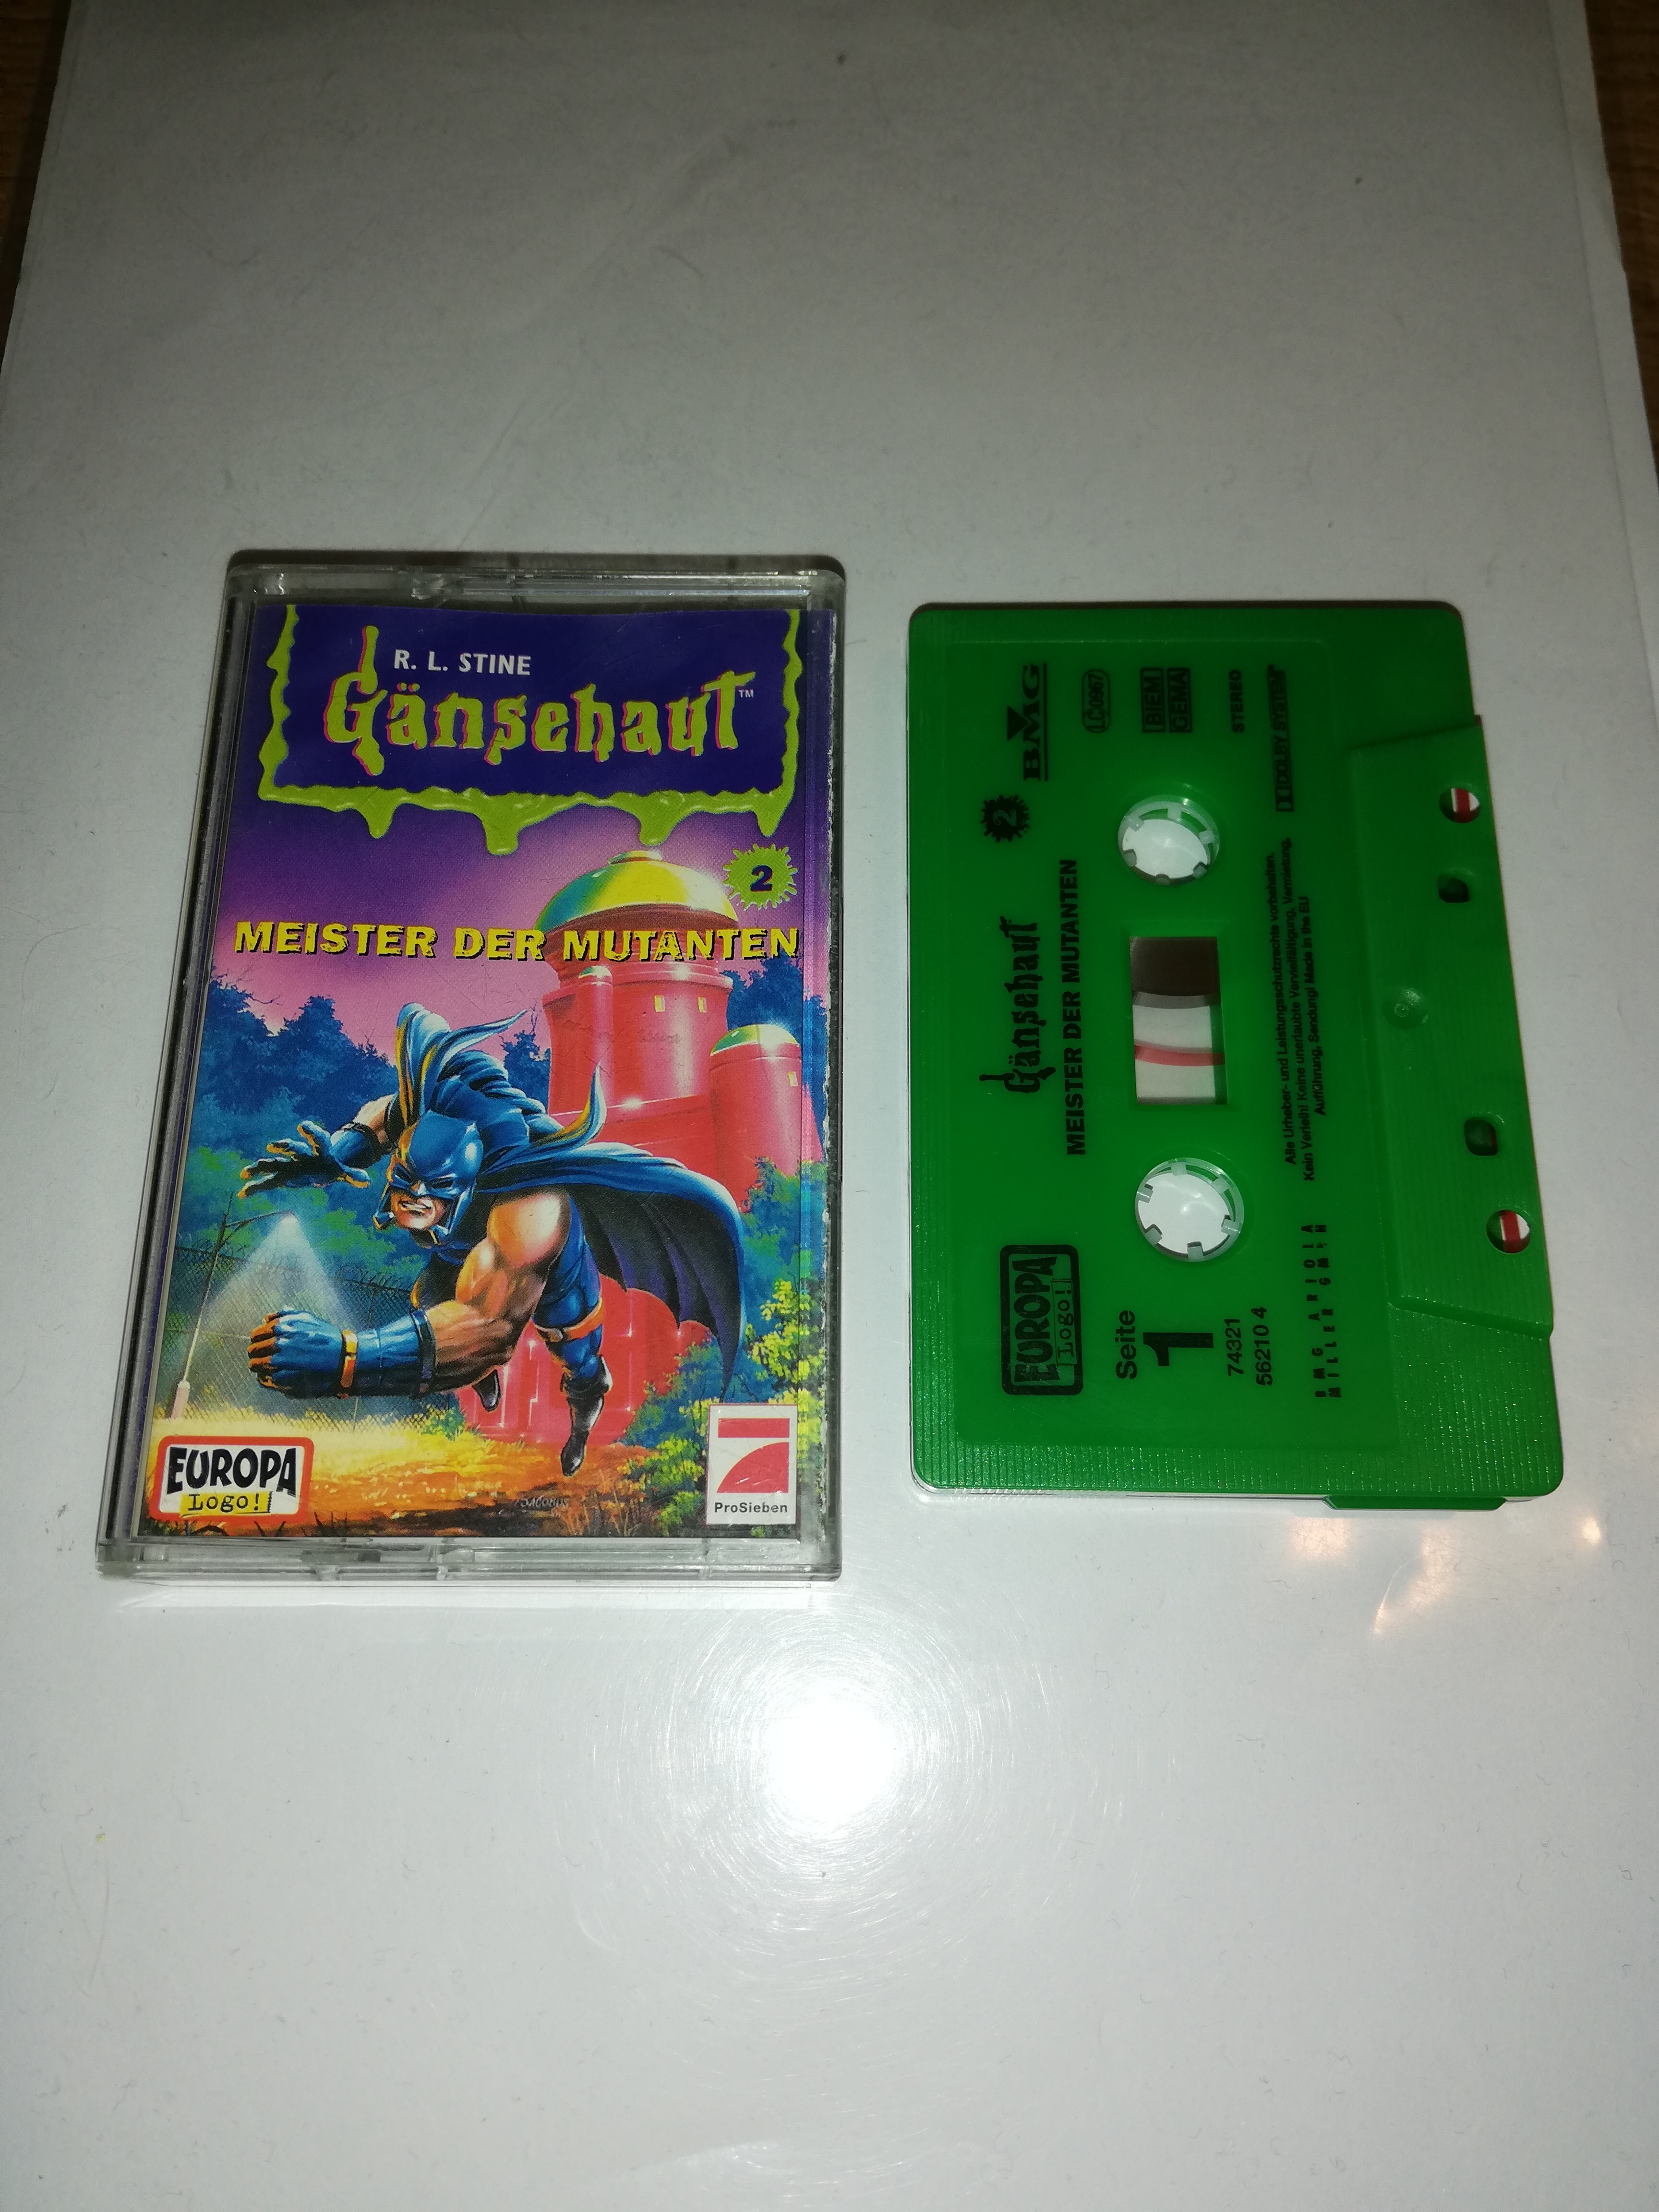 R. L. STINE
Gänsehaut™
2
MEISTER DER MUTANTEN
EUROPA
Logo!
ProSieben
EUROPA
Logo!
Gänsehaut
2
MEISTER DER MUTANTEN
BMG
LC0967
BIEM
GEMA
STEREO
DOLBY SYSTEM
Seite
1
74321
56210 4
Alle Urheber- und Leistungsschutzrechte vorbehalten.
Kein Verleih! Keine unerlaubte Vervielfältigung, Vermietung,
Aufführung, Sendung! Made in the EU
BMG ARIOLA
MILLER GMBH